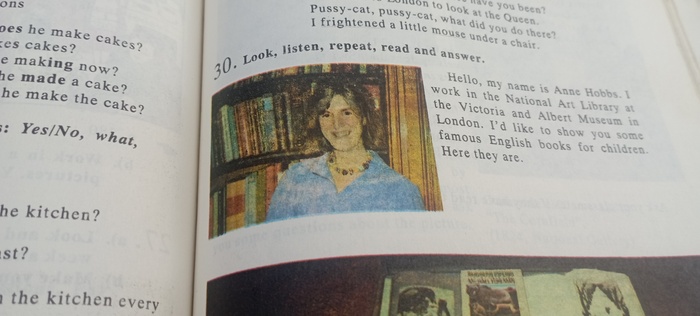 ons
oes he make cakes?
kes cakes?
e making now?
he made a cake?
he make the cake?
s: Yes/No, what,
he kitchen?
st?
the kitchen every
have you been?
London to look at the Queen.
Pussy-cat, pussy-cat, what did you do there?
I frightened a little mouse under a chair.
30. Look, listen, repeat, read and answer.
Hello, my name is Anne Hobbs. I
work in the National Art Library at
the Victoria and Albert Museum in
London. I'd like to show you some
famous English books for children.
Here they are.